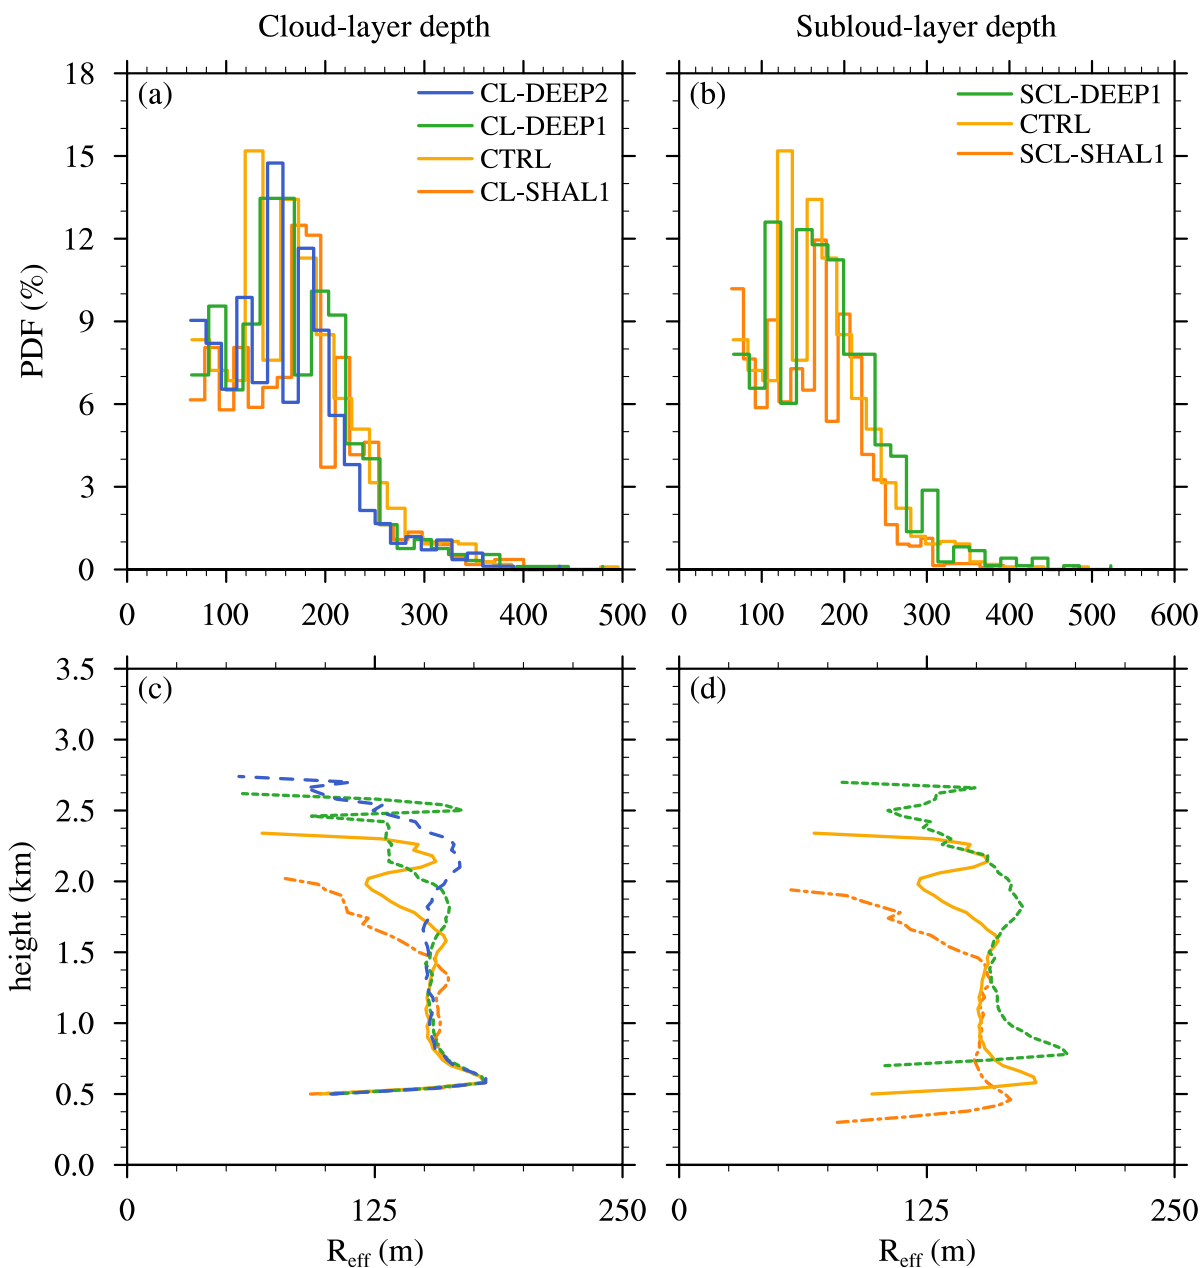 Cloud-layer depth
Subloud-layer depth
(a)
CL-DEEP2
CL-DEEP1
CTRL
CL-SHAL1
18
15
12
9
6
3
0
PDF (%)
0 100 200 300 400 500
(b)
SCL-DEEP1
CTRL
SCL-SHAL1
0 100 200 300 400 500 600
(c)
3.5
3.0
2.5
2.0
1.5
1.0
0.5
0.0
height (km)
0 125 250
R_eff (m)
(d)
0 125 250
R_eff (m)